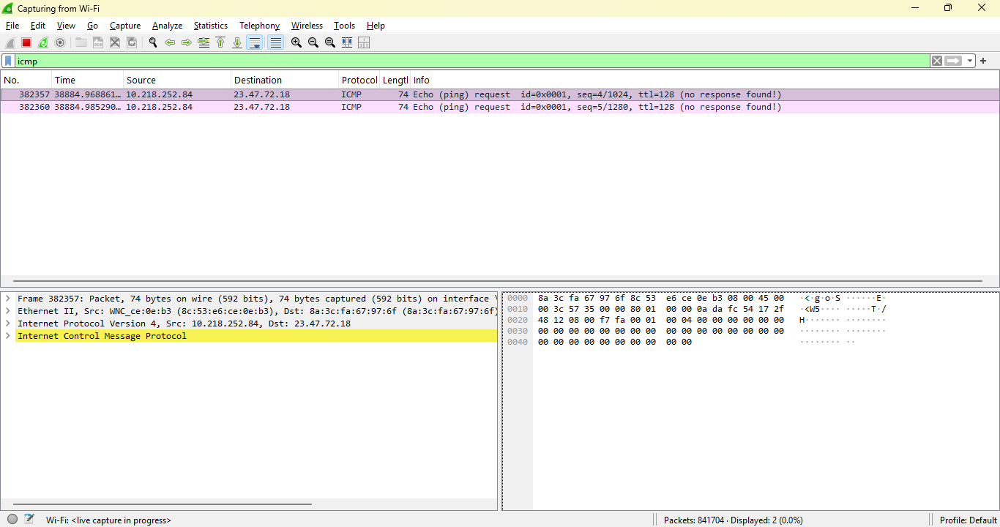 Capturing from Wi-Fi
File Edit View Go Capture Analyze Statistics Telephony Wireless Tools Help
icmp
No. Time Source Destination Protocol Lengtl Info
382357 38884.968861… 10.218.252.84 23.47.72.18 ICMP 74 Echo (ping) request id=0x0001, seq=4/1024, ttl=128 (no response found!)
382360 38884.985290… 10.218.252.84 23.47.72.18 ICMP 74 Echo (ping) request id=0x0001, seq=5/1280, ttl=128 (no response found!)
Frame 382357: Packet, 74 bytes on wire (592 bits), 74 bytes captured (592 bits) on interface \
Ethernet II, Src: WNC_ce:0e:b3 (8c:53:e6:ce:0e:b3), Dst: 8a:3c:fa:67:97:6f (8a:3c:fa:67:97:6f)
Internet Protocol Version 4, Src: 10.218.252.84, Dst: 23.47.72.18
Internet Control Message Protocol
0000 8a 3c fa 67 97 6f 8c 53 e6 ce 0e b3 08 00 45 00 ·<·g·o·S ······E·
0010 00 3c 57 35 00 00 80 01 00 00 0a da fc 54 17 2f ·<W5···· ·····T·/
0020 48 12 08 00 f7 fa 00 01 00 04 00 00 00 00 00 00 H······· ········
0030 00 00 00 00 00 00 00 00 00 00 00 00 00 00 00 00 ········ ········
0040 00 00 00 00 00 00 00 00 00 00 ········ ··
Wi-Fi: <live capture in progress>
Packets: 841704 · Displayed: 2 (0.0%)
Profile: Default